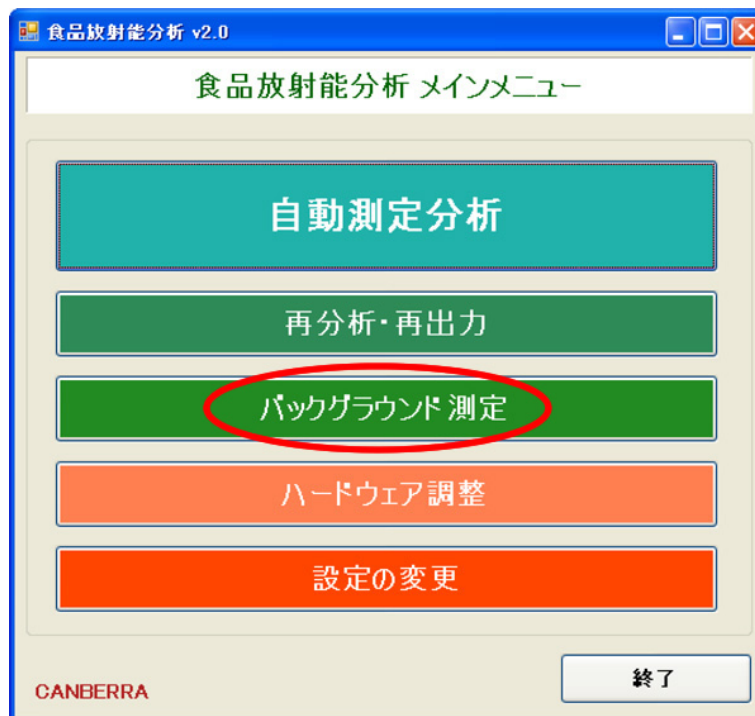 食品放射能分析 v2.0
食品放射能分析 メインメニュー
自動測定分析
再分析・再出力
バックグラウンド測定
ハードウェア調整
設定の変更
CANBERRA
終了